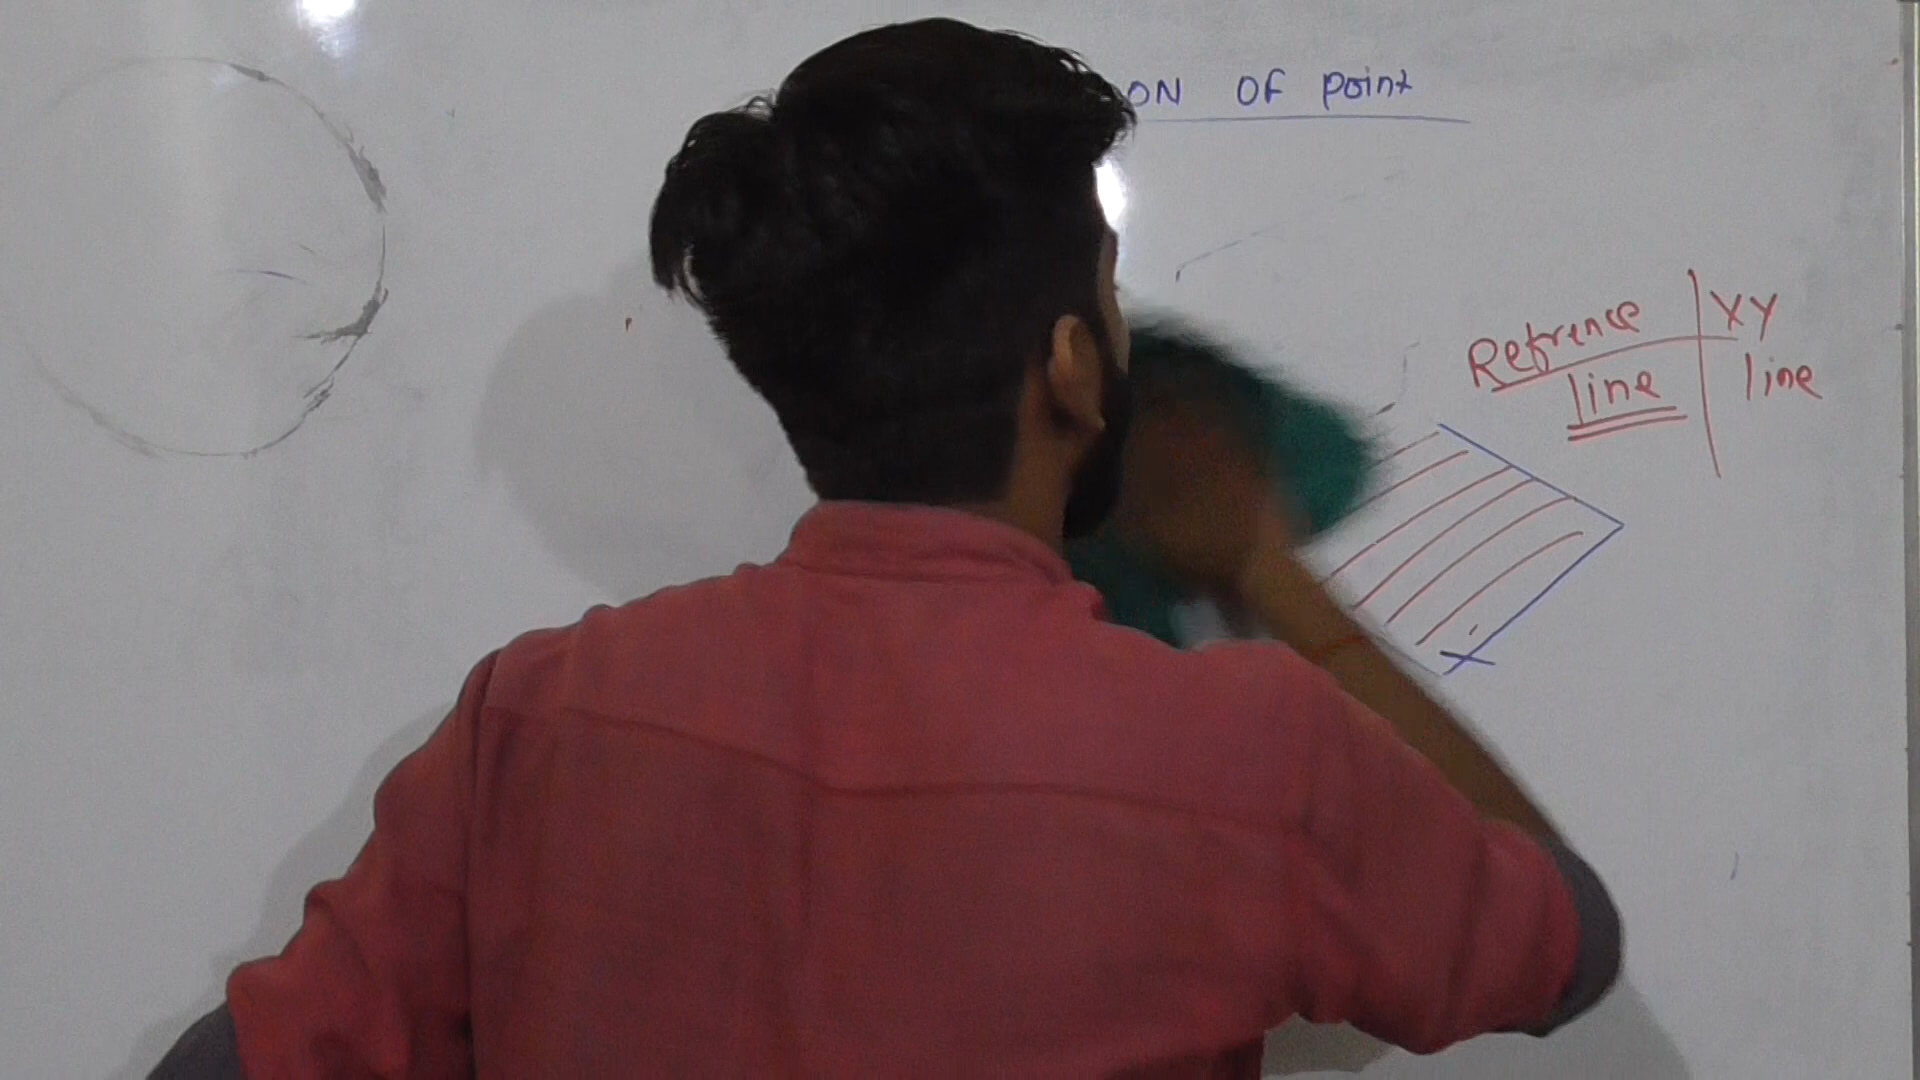 ON OF point
Refrence | XY
line | line